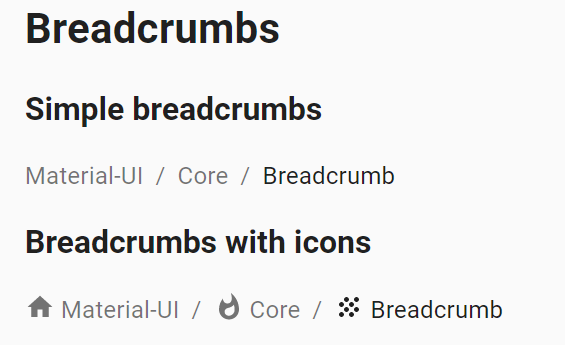 Breadcrumbs
Simple breadcrumbs
Material-UI / Core / Breadcrumb
Breadcrumbs with icons
Material-UI / Core / Breadcrumb